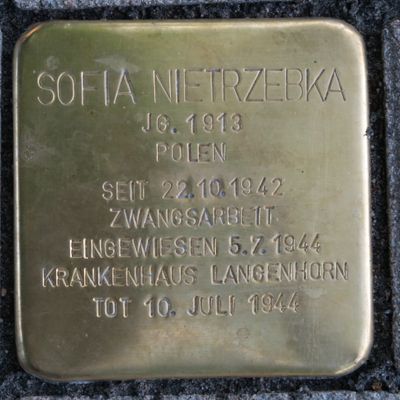 SOFIA NIETRZEBKA
JG. 1913
POLEN
SEIT 22.10.1942
ZWANGSARBEIT
EINGEWIESEN 5.7.1944
KRANKENHAUS LANGENHORN
TOT 10. JULI 1944